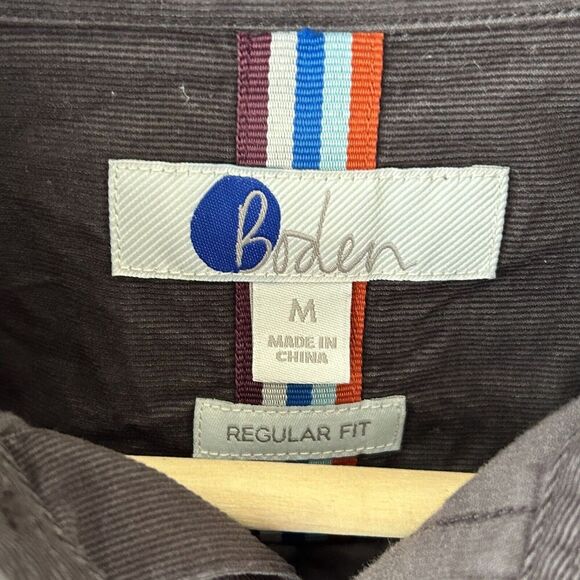 Boden
M
MADE IN
CHINA
REGULAR FIT